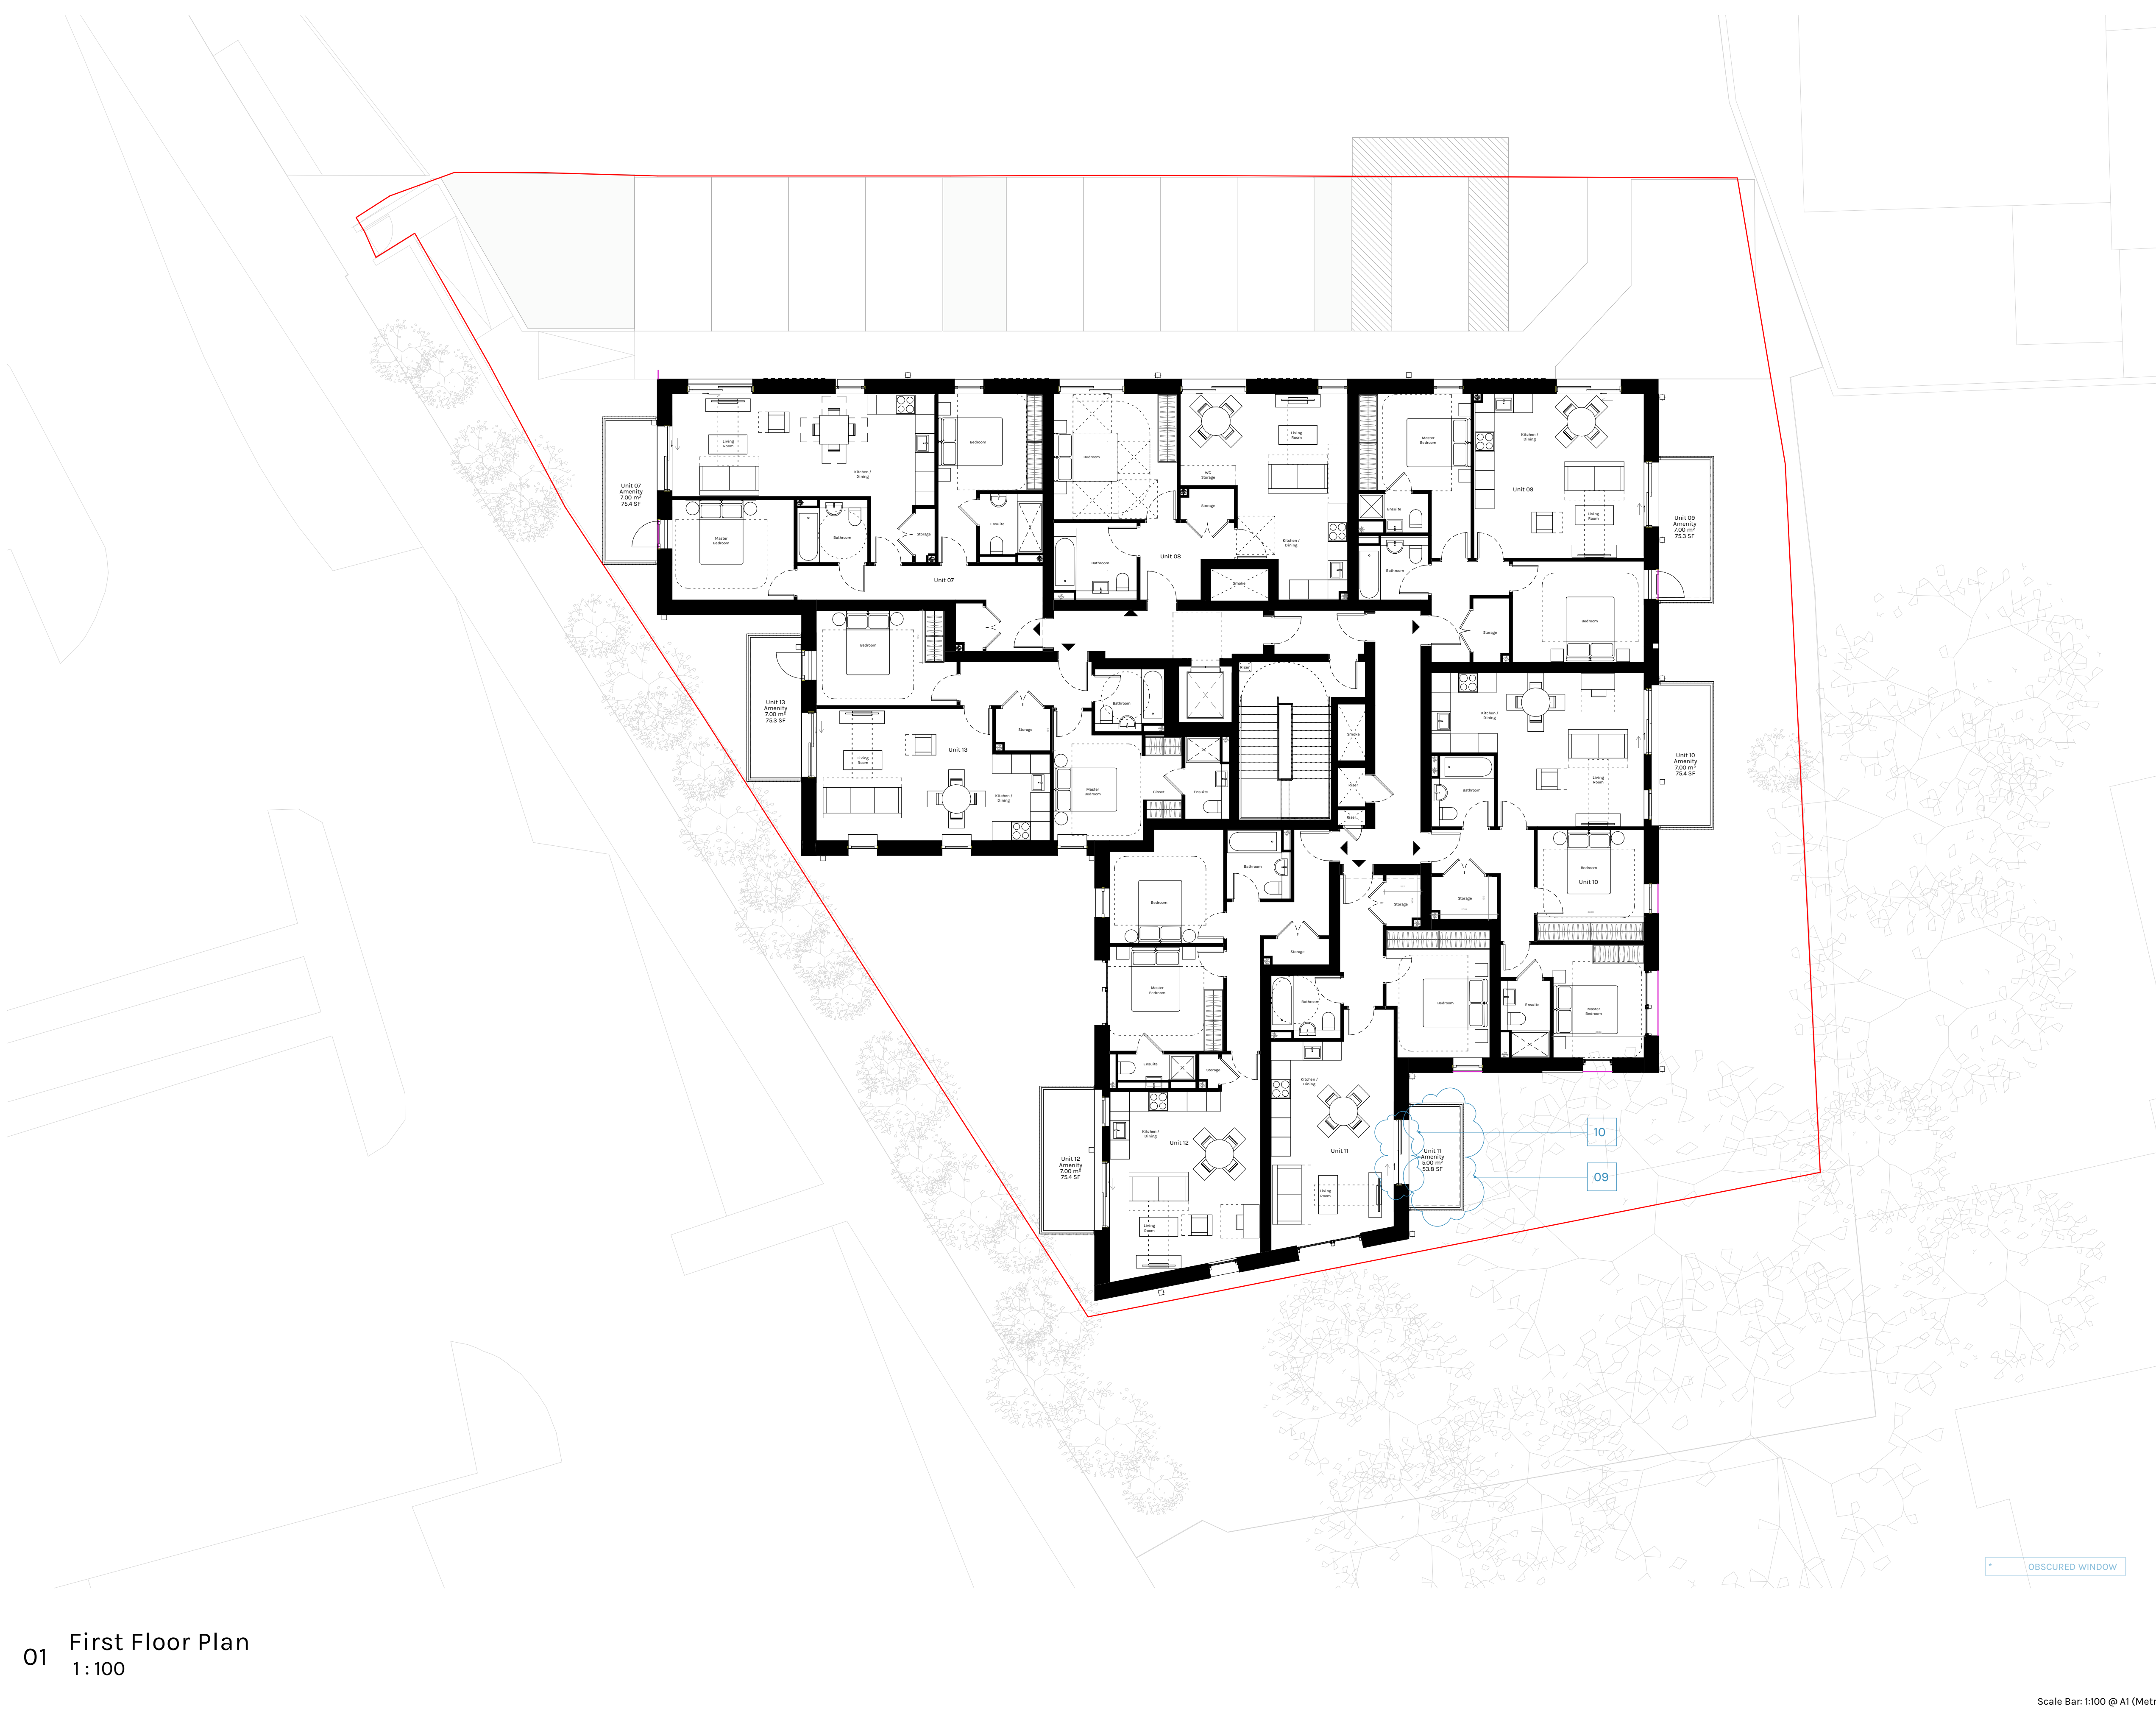 Living
Room
Kitchen /
Dining
Bedroom
Master
Bedroom
Bathroom
Storage
Ensuite
Unit 07
Unit 07
Amenity
7.00 m²
75.4 SF
Bedroom
WC
Storage
Living
Room
Storage
Kitchen /
Dining
Bathroom
Unit 08
Smoke
Master
Bedroom
Kitchen /
Dining
Unit 09
Ensuite
Living
Room
Bathroom
Unit 09
Amenity
7.00 m²
75.3 SF
Bedroom
Storage
Bedroom
Unit 13
Amenity
7.00 m²
75.3 SF
Unit 13
Living
Room
Storage
Bathroom
Kitchen /
Dining
Master
Bedroom
Closet
Ensuite
Riser
Smoke
Riser
Riser
Kitchen /
Dining
Living
Room
Bathroom
Unit 10
Amenity
7.00 m²
75.4 SF
Bedroom
Unit 10
Storage
Storage
Bathroom
Bedroom
Storage
Master
Bedroom
Ensuite
Storage
Bathroom
Bedroom
Ensuite
Master
Bedroom
Kitchen /
Dining
Unit 12
Living
Room
Unit 12
Amenity
7.00 m²
75.4 SF
Kitchen /
Dining
Unit 11
Living
Room
Unit 11
Amenity
5.00 m²
53.8 SF
10
09
* OBSCURED WINDOW
01 First Floor Plan
1 : 100
Scale Bar: 1:100 @ A1 (Metr